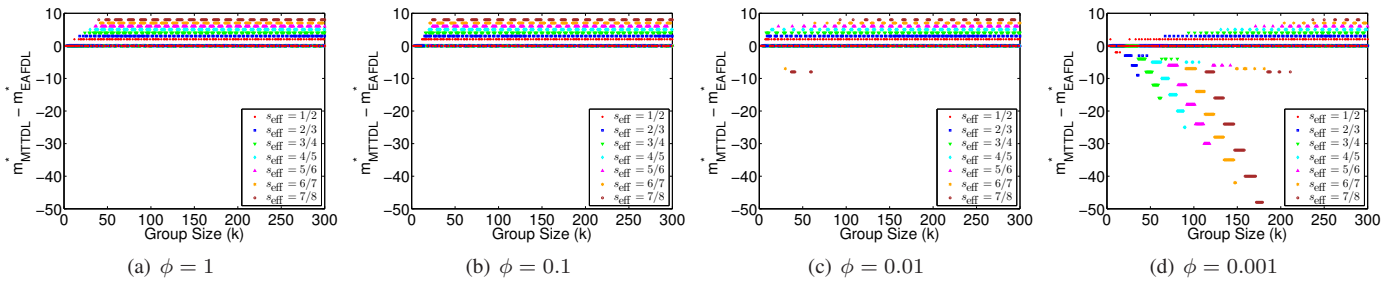 10
0
−10
−20
−30
−40
−50
m*MTTDL − m*EAFDL
seff = 1/2
seff = 2/3
seff = 3/4
seff = 4/5
seff = 5/6
seff = 6/7
seff = 7/8
0 50 100 150 200 250 300
Group Size (k)
(a) ϕ = 1
10
0
−10
−20
−30
−40
−50
m*MTTDL − m*EAFDL
seff = 1/2
seff = 2/3
seff = 3/4
seff = 4/5
seff = 5/6
seff = 6/7
seff = 7/8
0 50 100 150 200 250 300
Group Size (k)
(b) ϕ = 0.1
10
0
−10
−20
−30
−40
−50
m*MTTDL − m*EAFDL
seff = 1/2
seff = 2/3
seff = 3/4
seff = 4/5
seff = 5/6
seff = 6/7
seff = 7/8
0 50 100 150 200 250 300
Group Size (k)
(c) ϕ = 0.01
10
0
−10
−20
−30
−40
−50
m*MTTDL − m*EAFDL
seff = 1/2
seff = 2/3
seff = 3/4
seff = 4/5
seff = 5/6
seff = 6/7
seff = 7/8
0 50 100 150 200 250 300
Group Size (k)
(d) ϕ = 0.001